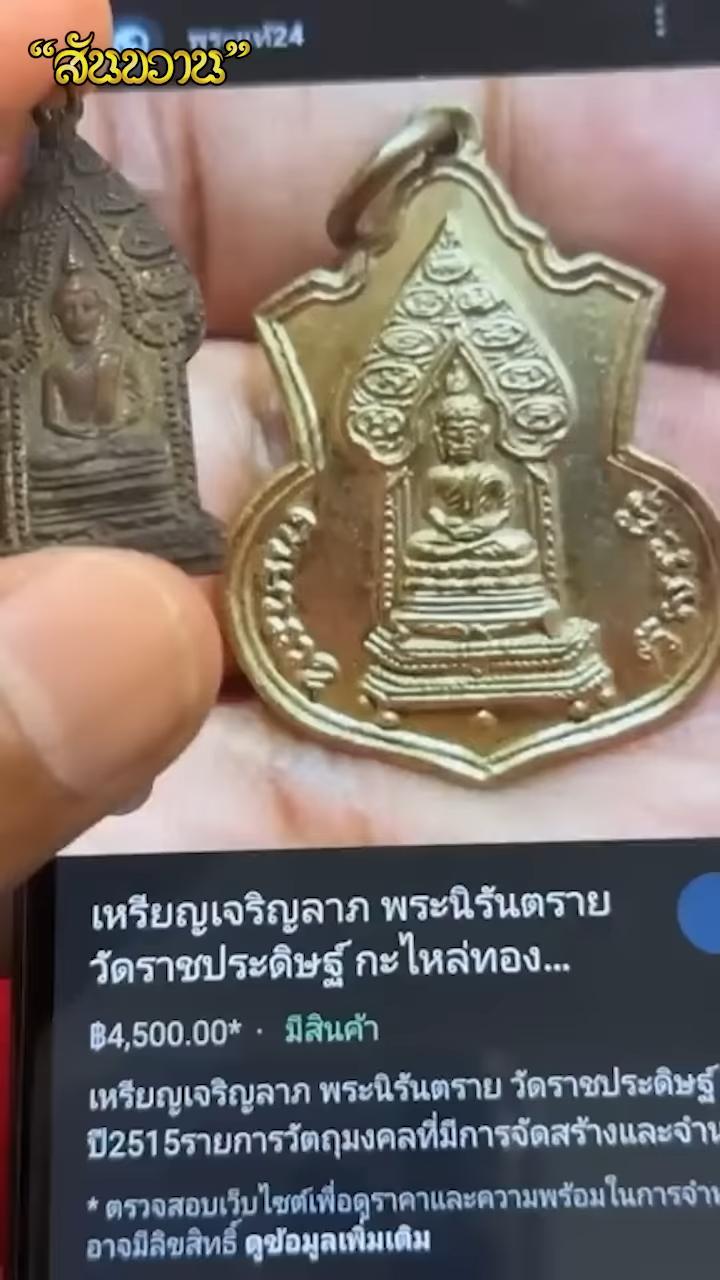 “สันขวาน”
พระแท้24
เหรียญเจริญลาภ พระนิรันตราย
วัดราชประดิษฐ์ กะไหล่ทอง...
฿4,500.00* · มีสินค้า
เหรียญเจริญลาภ พระนิรันตราย วัดราชประดิษฐ์
ปี2515รายการวัตถุมงคลที่มีการจัดสร้างและจำน
* ตรวจสอบเว็บไซต์เพื่อดูราคาและความพร้อมในการจำห
อาจมีลิขสิทธิ์ ดูข้อมูลเพิ่มเติม